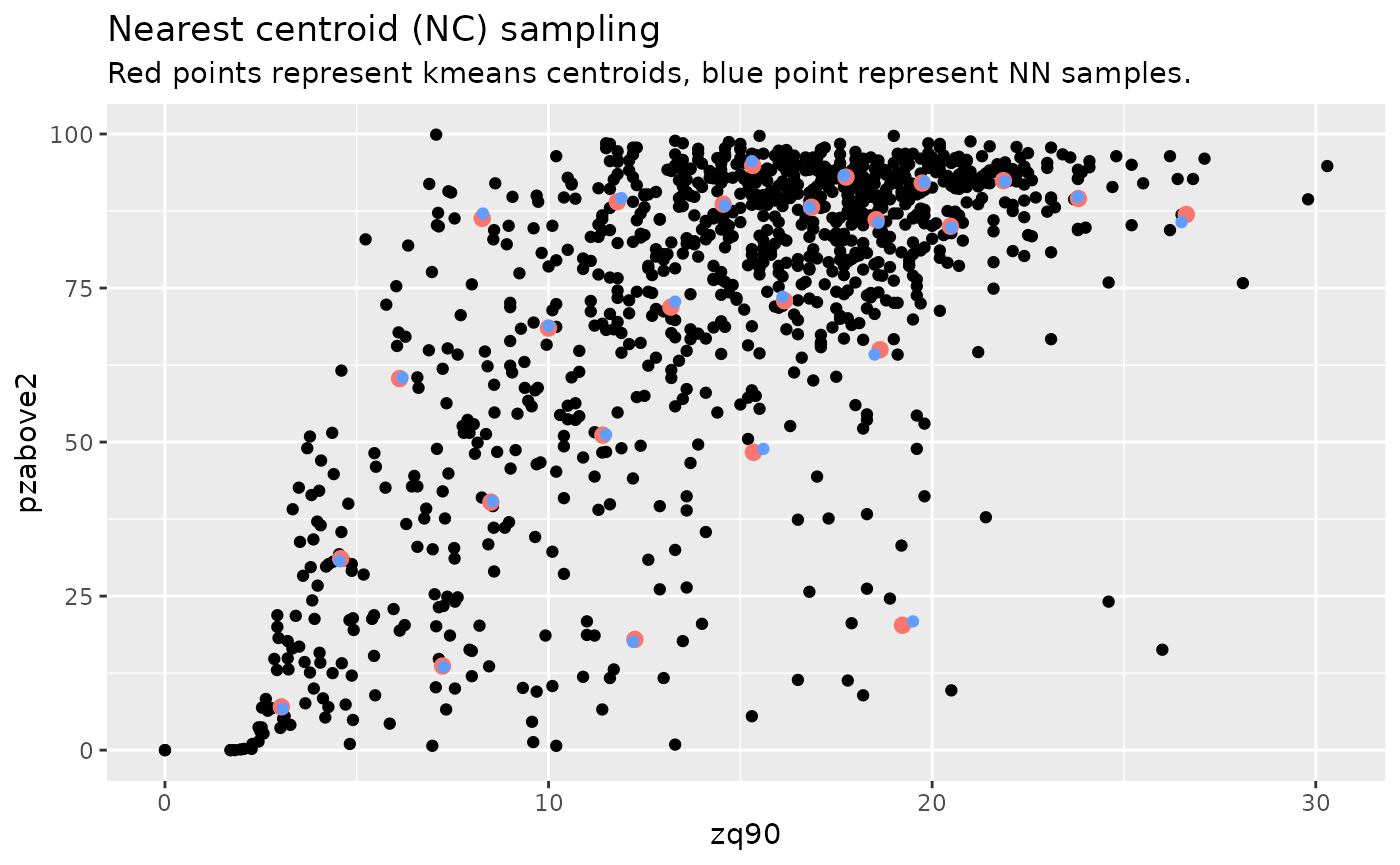 Nearest centroid (NC) sampling
Red points represent kmeans centroids, blue point represent NN samples.
100
75
50
25
0
pzabove2
0 10 20 30
zq90